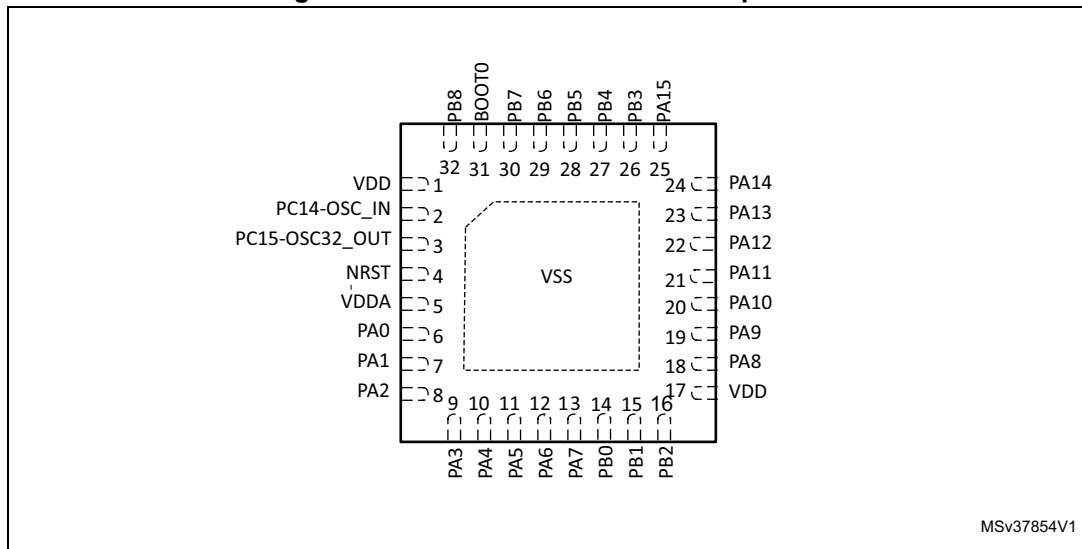 PB8
BOOT0
PB7
PB6
PB5
PB4
PB3
PA15
32
31
30
29
28
27
26
25
VDD 1
PC14-OSC_IN 2
PC15-OSC32_OUT 3
NRST 4
VDDA 5
PA0 6
PA1 7
PA2 8
VSS
24 PA14
23 PA13
22 PA12
21 PA11
20 PA10
19 PA9
18 PA8
17 VDD
9
10
11
12
13
14
15
16
PA3
PA4
PA5
PA6
PA7
PB0
PB1
PB2
MSv37854V1